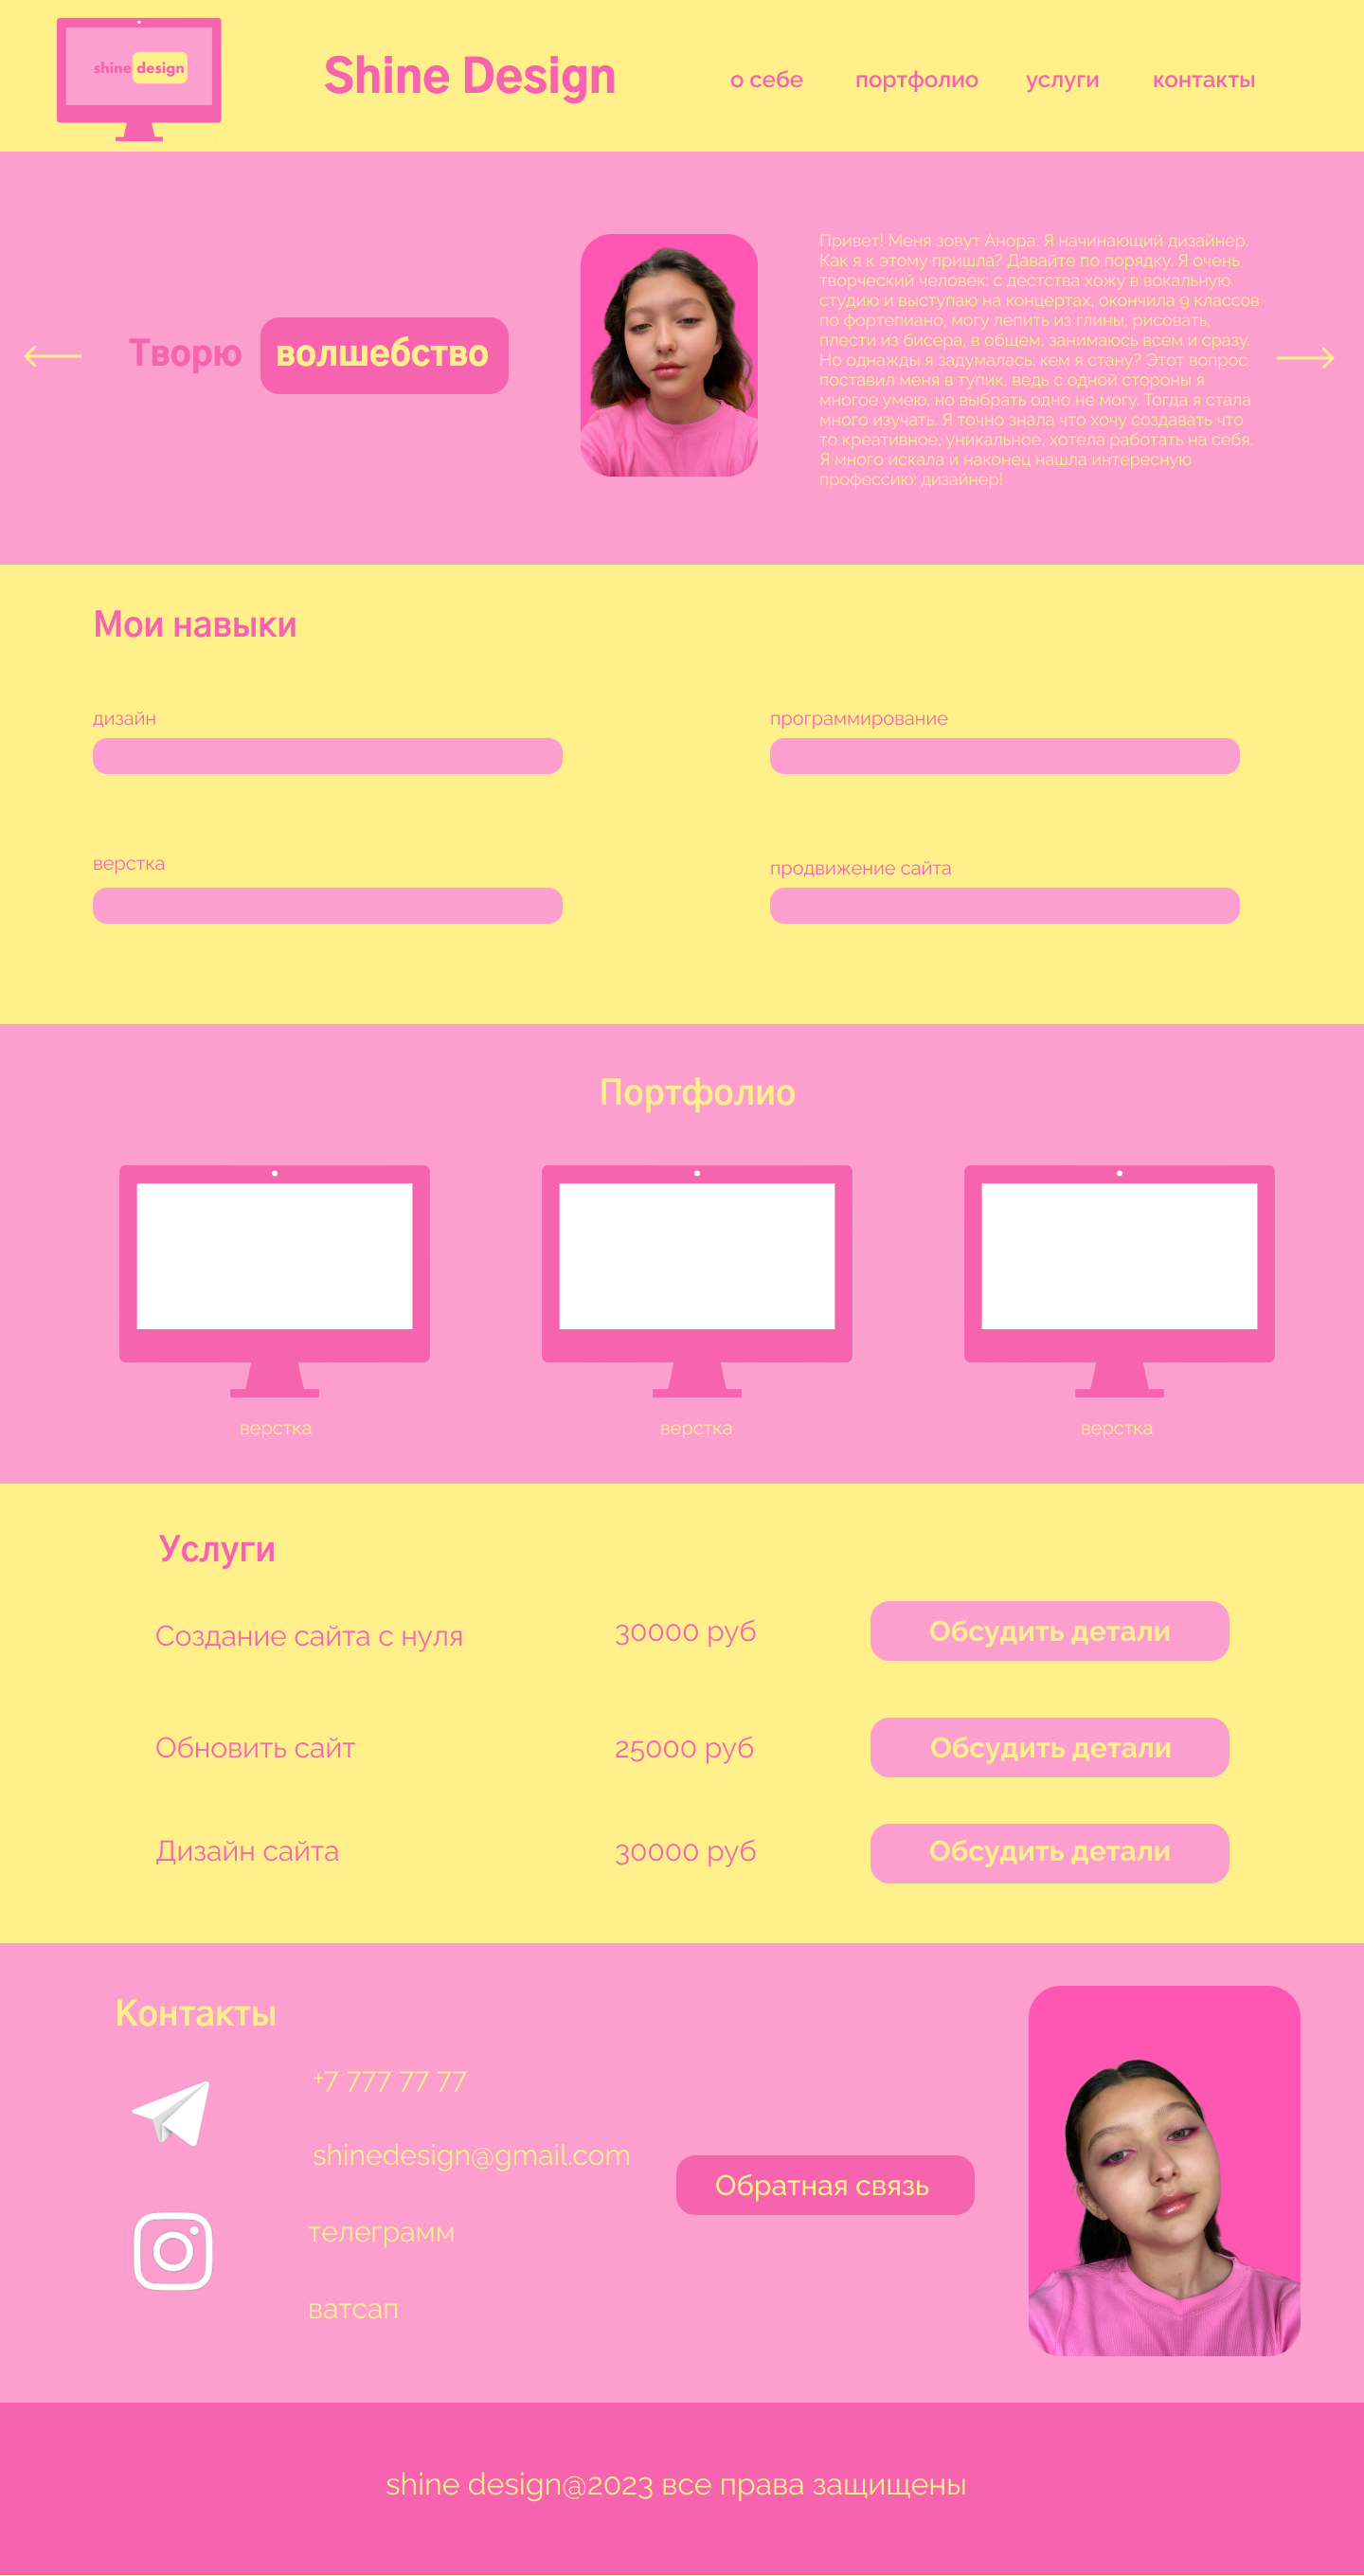 shine design
Shine Design
о себе портфолио услуги контакты
Творю волшебство
Привет! Меня зовут Анора. Я начинающий дизайнер.
Как я к этому пришла? Давайте по порядку. Я очень
творческий человек: с дестства хожу в вокальную
студию и выступаю на концертах, окончила 9 классов
по фортепиано, могу лепить из глины, рисовать,
плести из бисера, в общем, занимаюсь всем и сразу.
Но однажды я задумалась: кем я стану? Этот вопрос
поставил меня в тупик, ведь с одной стороны я
многое умею, но выбрать одно не могу. Тогда я стала
много изучать. Я точно знала что хочу создавать что
то креативное, уникальное, хотела работать на себя.
Я много искала и наконец нашла интересную
профессию: дизайнер!
Мои навыки
дизайн
программирование
верстка
продвижение сайта
Портфолио
верстка
верстка
верстка
Услуги
Создание сайта с нуля 30000 руб Обсудить детали
Обновить сайт 25000 руб Обсудить детали
Дизайн сайта 30000 руб Обсудить детали
Контакты
+7 777 77 77
shinedesign@gmail.com
Обратная связь
телеграмм
ватсап
shine design@2023 все права защищены